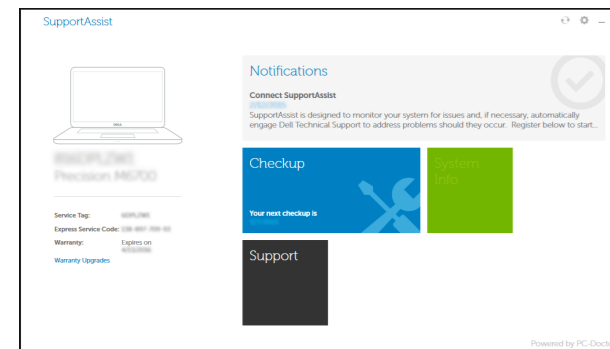 SupportAssist
DELL
Precision M6700
Service Tag:
Express Service Code:
Warranty: Expires on
Warranty Upgrades
Notifications
Connect SupportAssist
SupportAssist is designed to monitor your system for issues and, if necessary, automatically
engage Dell Technical Support to address problems should they occur. Register below to start...
Checkup
Your next checkup is
System
Info
Support
Powered by PC-Docto